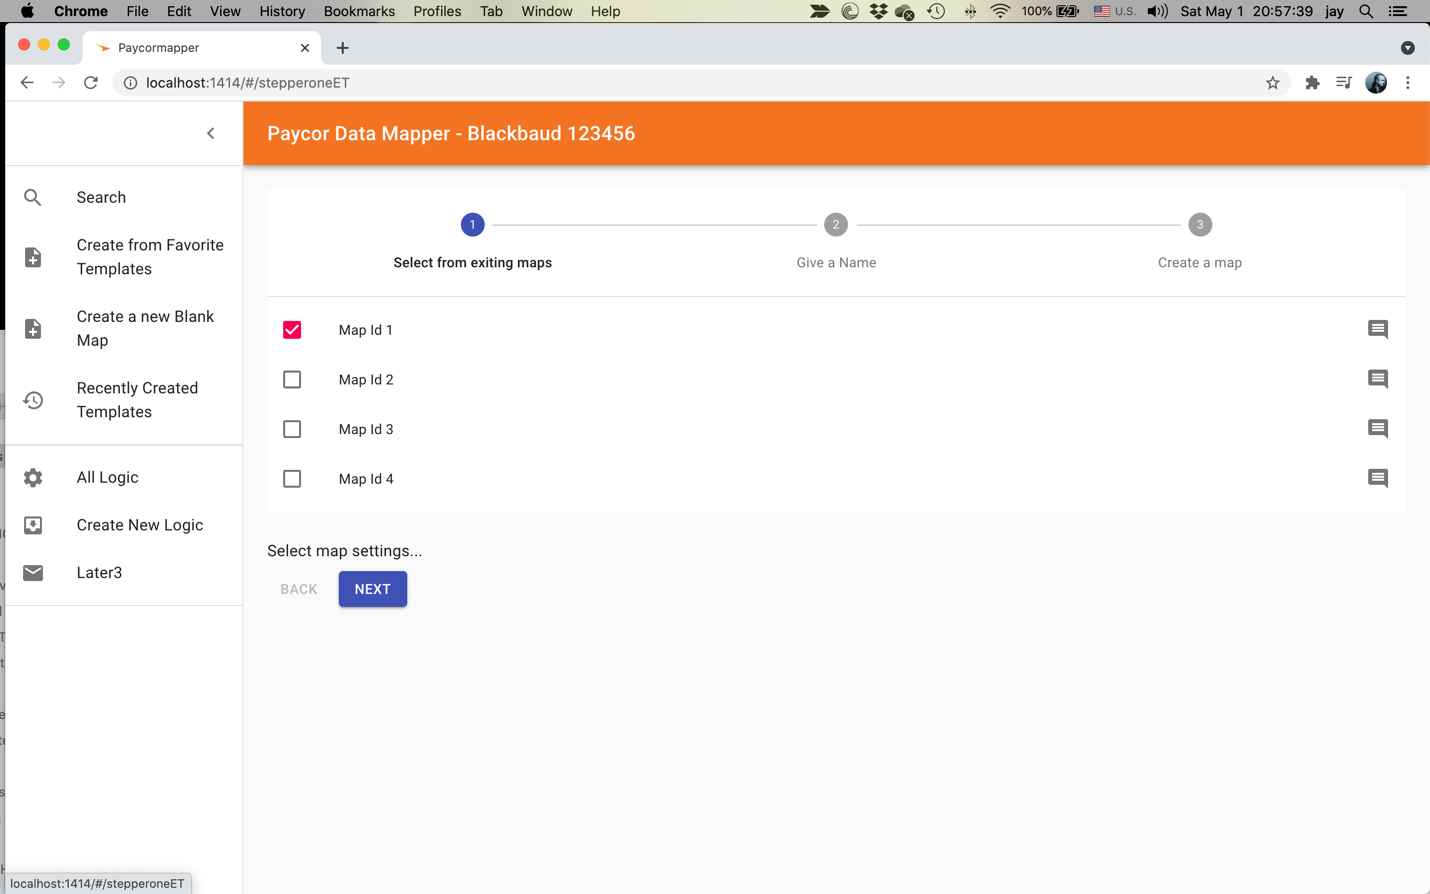 Chrome File Edit View History Bookmarks Profiles Tab Window Help 100% U.S. Sat May 1 20:57:39 jay
Paycormapper
localhost:1414/#/stepperoneET
Paycor Data Mapper - Blackbaud 123456
Search
Create from Favorite
Templates
Create a new Blank
Map
Recently Created
Templates
All Logic
Create New Logic
Later3
1 2 3
Select from exiting maps Give a Name Create a map
Map Id 1
Map Id 2
Map Id 3
Map Id 4
Select map settings...
BACK NEXT
localhost:1414/#/stepperoneET